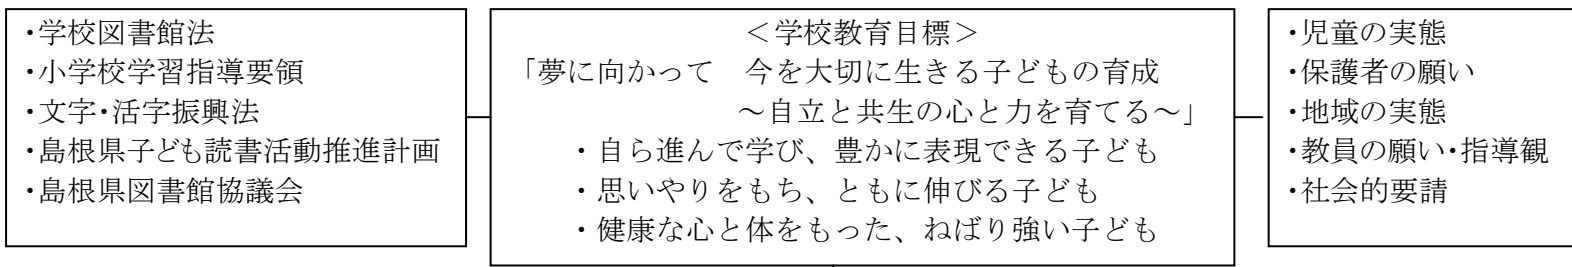 ・学校図書館法
・小学校学習指導要領
・文字・活字振興法
・島根県子ども読書活動推進計画
・島根県図書館協議会
＜学校教育目標＞
「夢に向かって　今を大切に生きる子どもの育成
～自立と共生の心と力を育てる～」
・自ら進んで学び、豊かに表現できる子ども
・思いやりをもち、ともに伸びる子ども
・健康な心と体をもった、ねばり強い子ども
・児童の実態
・保護者の願い
・地域の実態
・教員の願い・指導観
・社会的要請